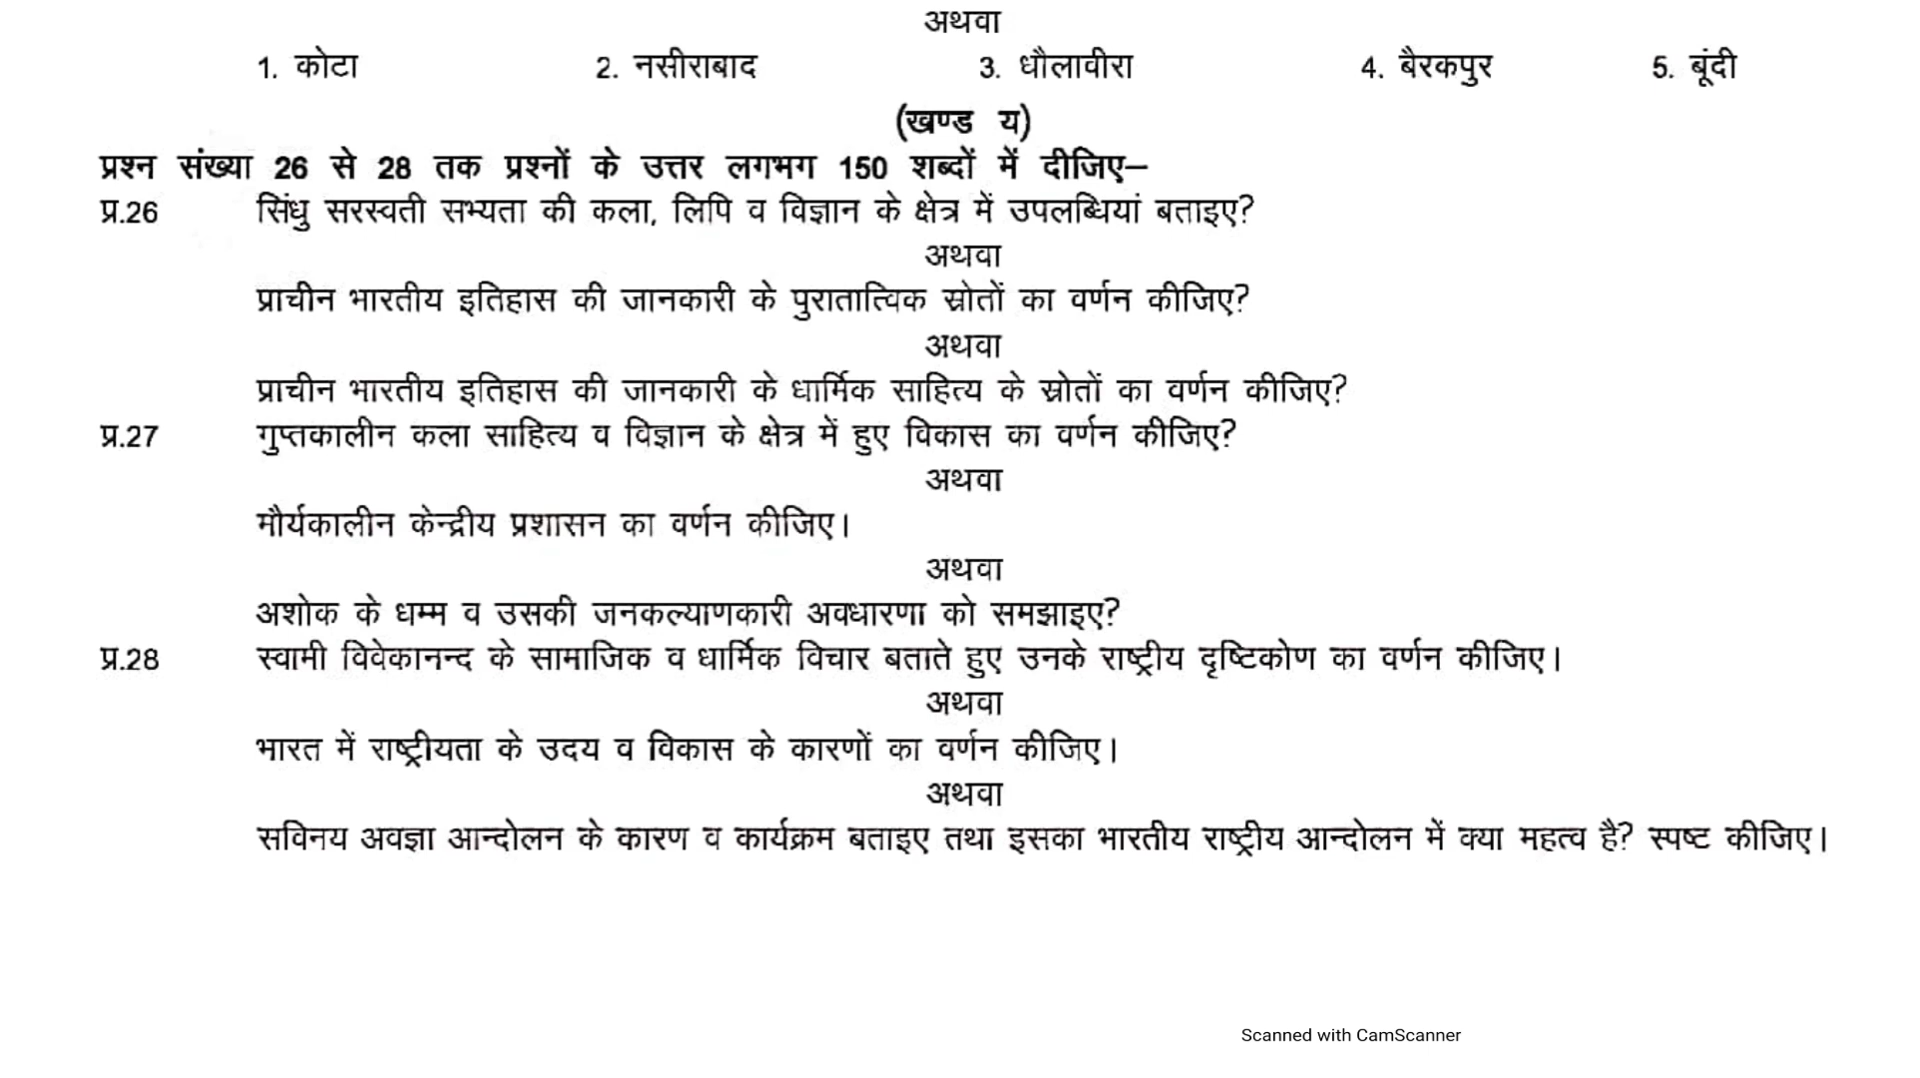 अथवा
1. कोटा 2. नसीराबाद 3. धौलावीरा 4. बैरकपुर 5. बूंदी
(खण्ड य)
प्रश्न संख्या 26 से 28 तक प्रश्नों के उत्तर लगभग 150 शब्दों में दीजिए–
प्र.26 सिंधु सरस्वती सभ्यता की कला, लिपि व विज्ञान के क्षेत्र में उपलब्धियां बताइए?
अथवा
प्राचीन भारतीय इतिहास की जानकारी के पुरातात्विक स्रोतों का वर्णन कीजिए?
अथवा
प्राचीन भारतीय इतिहास की जानकारी के धार्मिक साहित्य के स्रोतों का वर्णन कीजिए?
प्र.27 गुप्तकालीन कला साहित्य व विज्ञान के क्षेत्र में हुए विकास का वर्णन कीजिए?
अथवा
मौर्यकालीन केन्द्रीय प्रशासन का वर्णन कीजिए।
अथवा
अशोक के धम्म व उसकी जनकल्याणकारी अवधारणा को समझाइए?
प्र.28 स्वामी विवेकानन्द के सामाजिक व धार्मिक विचार बताते हुए उनके राष्ट्रीय दृष्टिकोण का वर्णन कीजिए।
अथवा
भारत में राष्ट्रीयता के उदय व विकास के कारणों का वर्णन कीजिए।
अथवा
सविनय अवज्ञा आन्दोलन के कारण व कार्यक्रम बताइए तथा इसका भारतीय राष्ट्रीय आन्दोलन में क्या महत्व है? स्पष्ट कीजिए।
Scanned with CamScanner